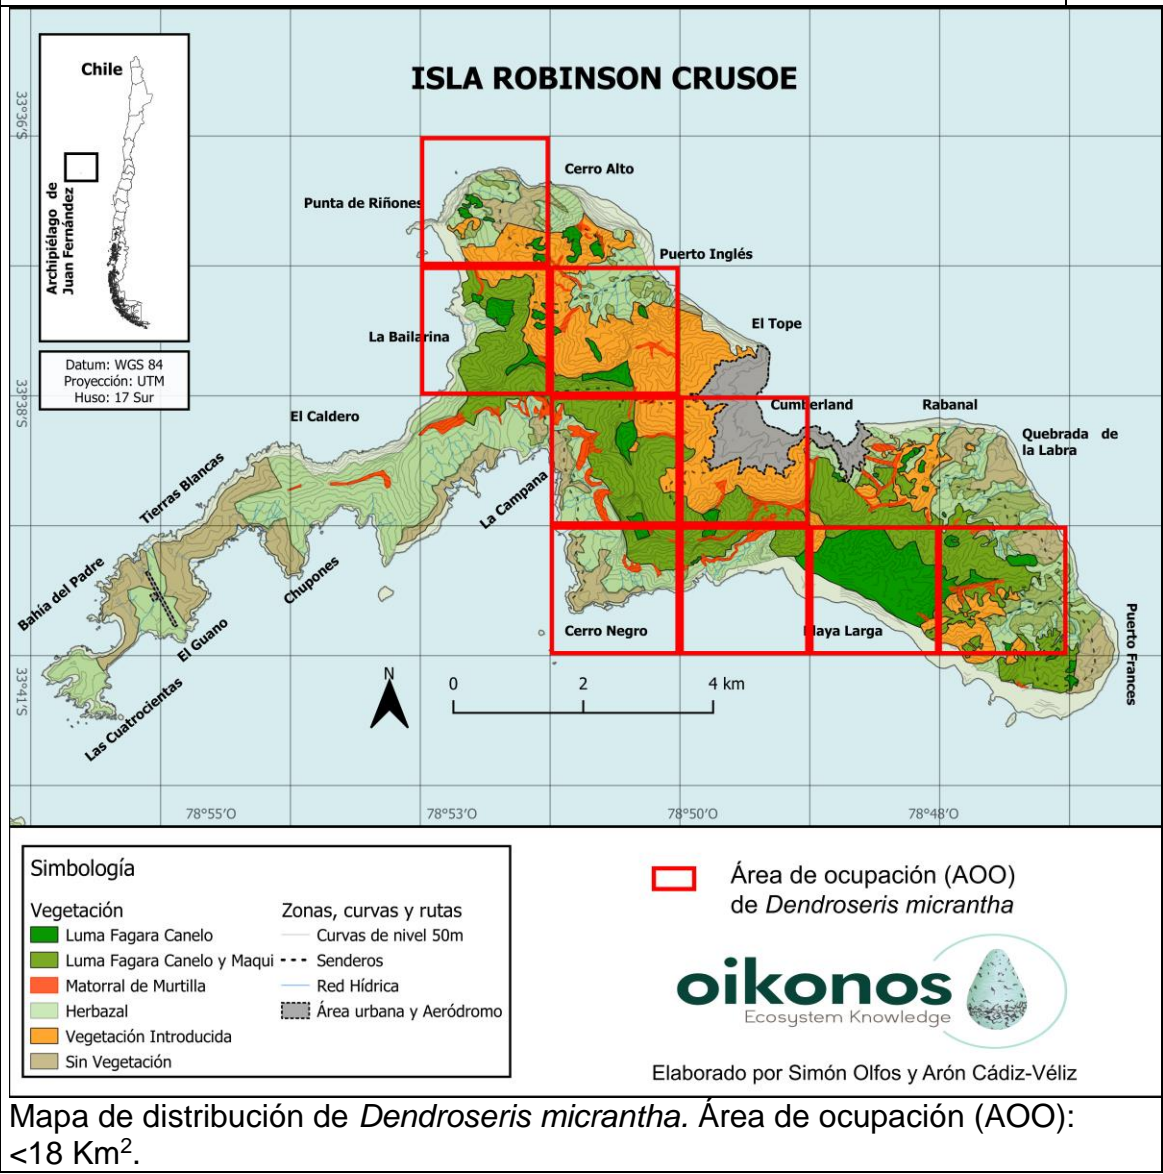 ISLA ROBINSON CRUSOE
Chile
Archipiélago de
Juan Fernández
Datum: WGS 84
Proyección: UTM
Huso: 17 Sur
33°36'S
33°38'S
33°41'S
Cerro Alto
Punta de Riñones
Puerto Inglés
La Bailarina
El Tope
El Caldero
Cumberland
Rabanal
Quebrada de
la Labra
Tierras Blancas
La Campana
Bahía del Padre
Chupones
El Guano
Cerro Negro
Playa Larga
Puerto Frances
Las Cuatrocientas
N
0 2 4 km
78°55'O 78°53'O 78°50'O 78°48'O
Simbología
Vegetación
Luma Fagara Canelo
Luma Fagara Canelo y Maqui
Matorral de Murtilla
Herbazal
Vegetación Introducida
Sin Vegetación
Zonas, curvas y rutas
Curvas de nivel 50m
Senderos
Red Hídrica
Área urbana y Aeródromo
Área de ocupación (AOO)
de Dendroseris micrantha
oikonos
Ecosystem Knowledge
Elaborado por Simón Olfos y Arón Cádiz-Véliz
Mapa de distribución de Dendroseris micrantha. Área de ocupación (AOO):
<18 Km².